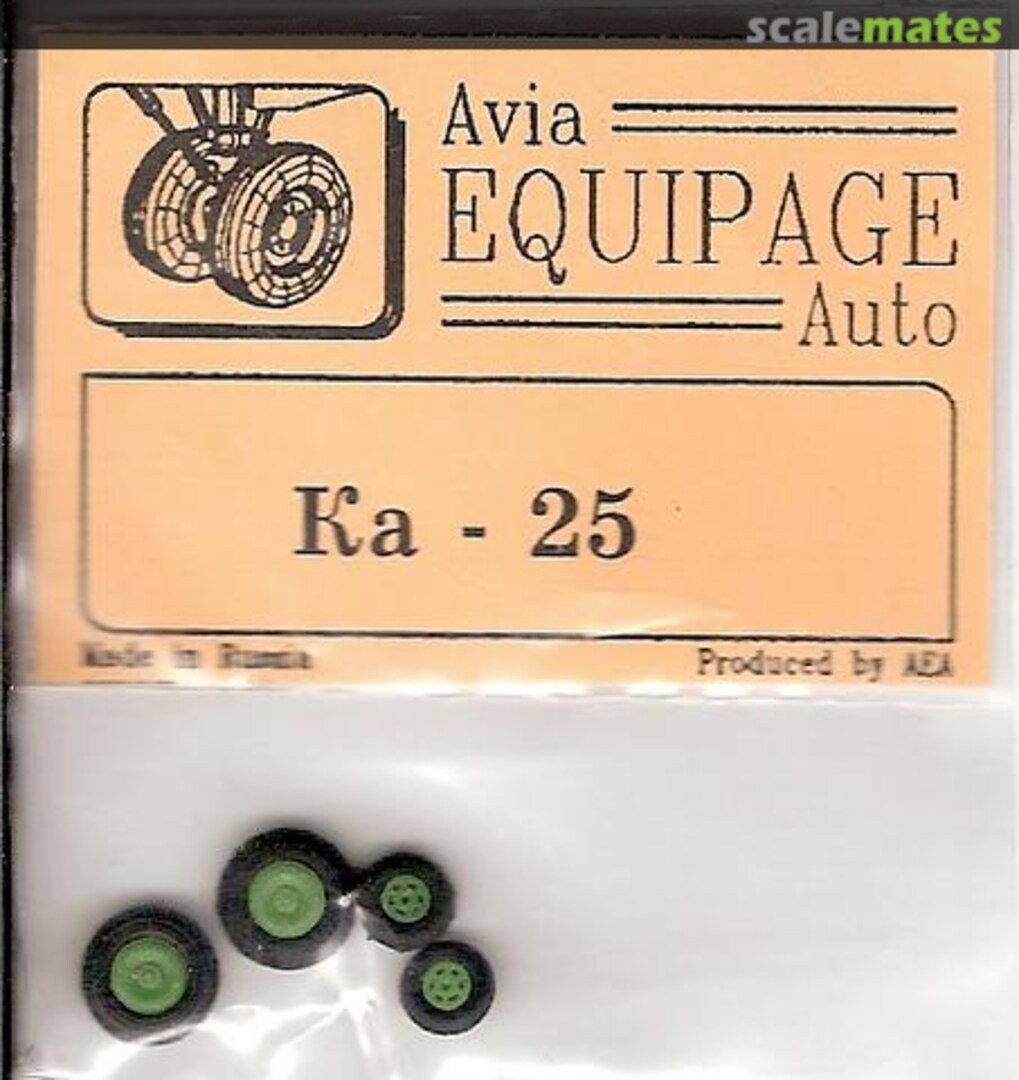 scalemates
Avia
EQUIPAGE
Auto
Ka - 25
Made in Russia
Produced by AEA